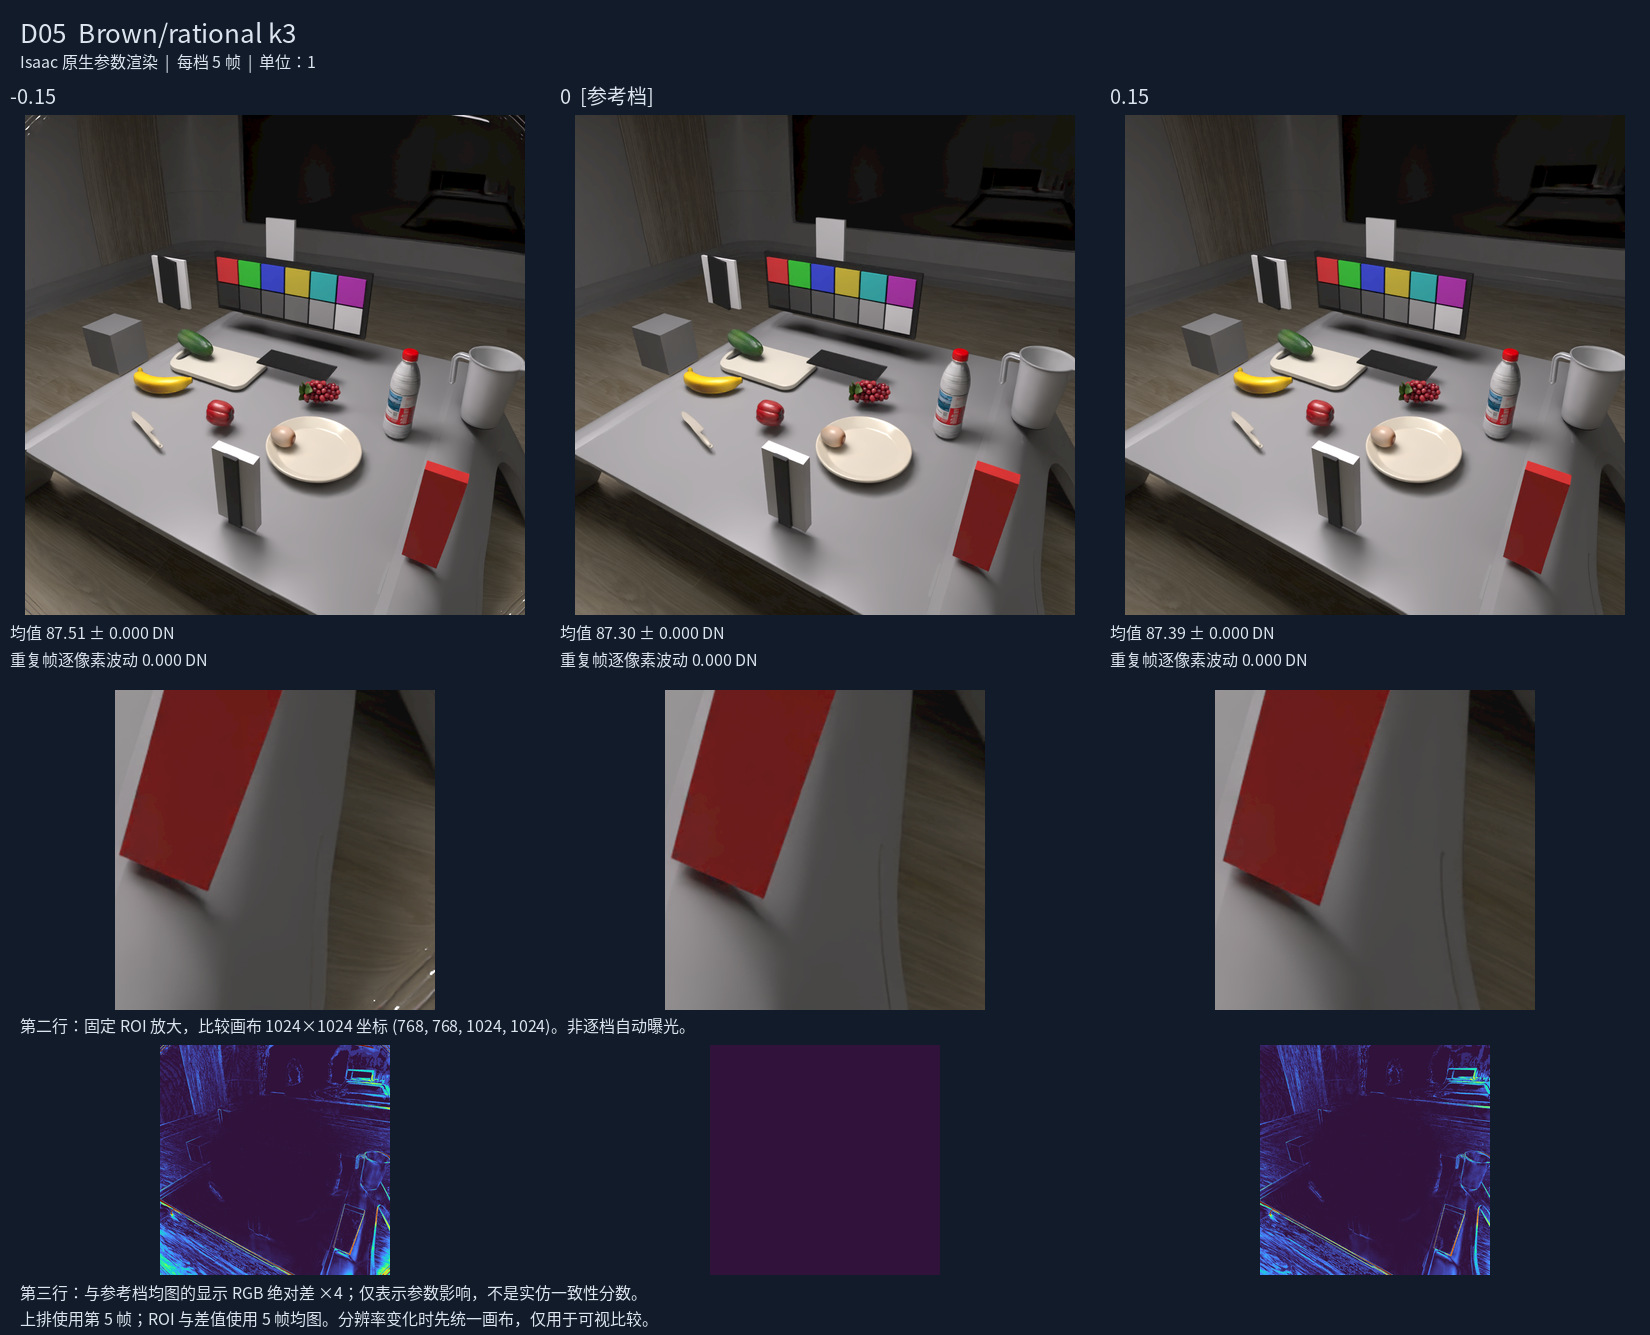 D05 Brown/rational k3
Isaac 原生参数渲染 | 每档 5 帧 | 单位：1
-0.15
0 [参考档]
0.15
均值 87.51 ± 0.000 DN
重复帧逐像素波动 0.000 DN
均值 87.30 ± 0.000 DN
重复帧逐像素波动 0.000 DN
均值 87.39 ± 0.000 DN
重复帧逐像素波动 0.000 DN
第二行：固定 ROI 放大，比较画布 1024×1024 坐标 (768, 768, 1024, 1024)。非逐档自动曝光。
第三行：与参考档均图的显示 RGB 绝对差 ×4；仅表示参数影响，不是实仿一致性分数。
上排使用第 5 帧；ROI 与差值使用 5 帧均图。分辨率变化时先统一画布，仅用于可视比较。